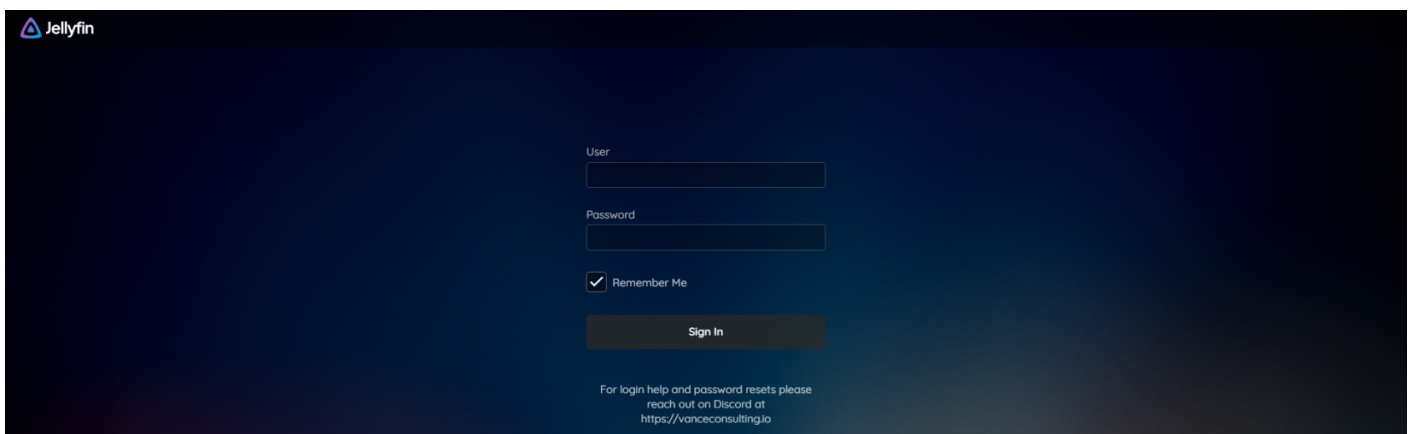 Jellyfin
User
Password
Remember Me
Sign In
For login help and password resets please
reach out on Discord at
https://vanceconsulting.io